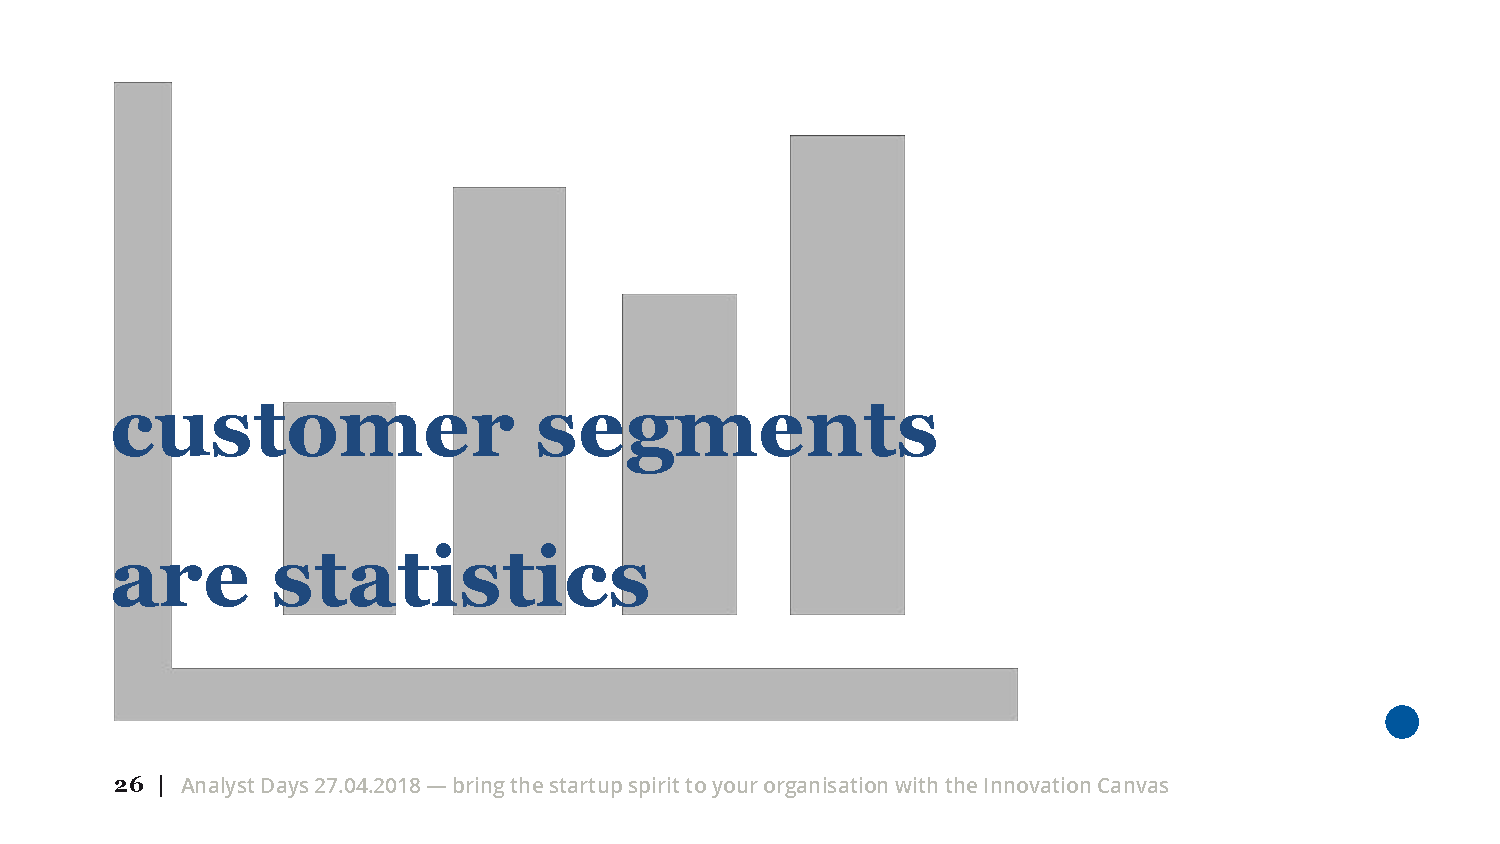 customer segments
are statistics
26 | Analyst Days 27.04.2018 — bring the startup spirit to your organisation with the Innovation Canvas